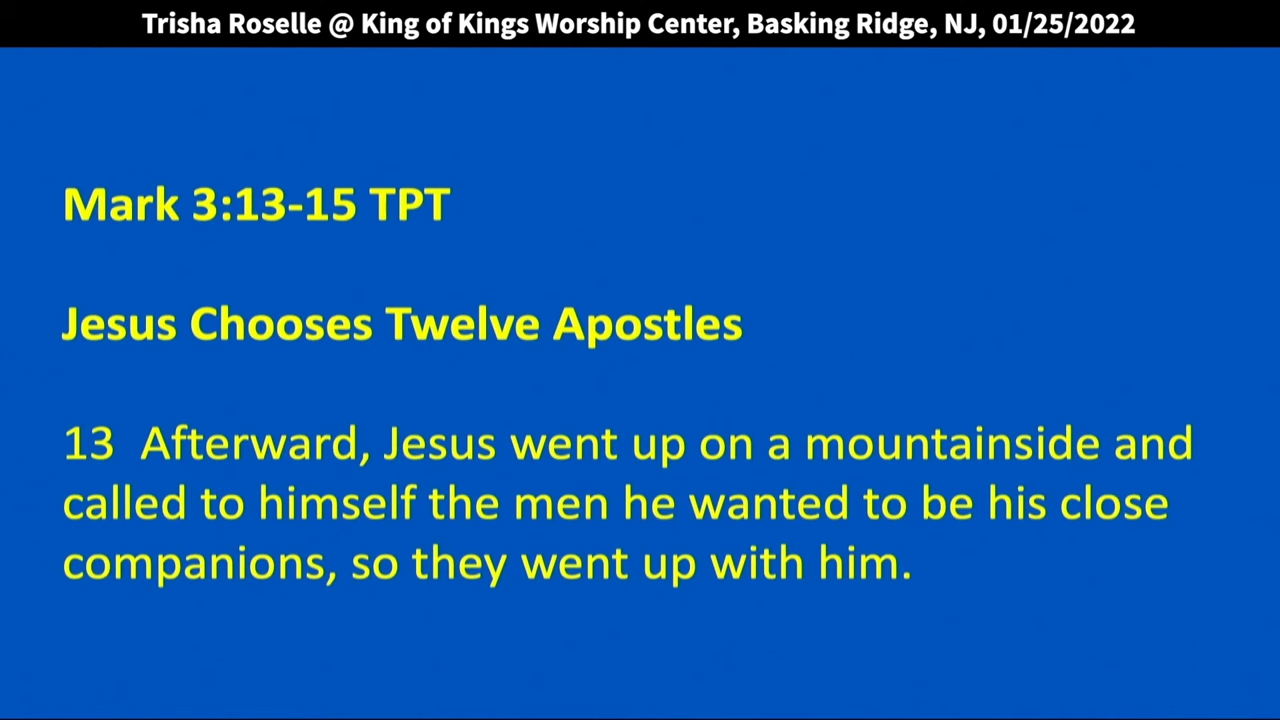 Trisha Roselle @ King of Kings Worship Center, Basking Ridge, NJ, 01/25/2022
Mark 3:13-15 TPT
Jesus Chooses Twelve Apostles
13 Afterward, Jesus went up on a mountainside and
called to himself the men he wanted to be his close
companions, so they went up with him.